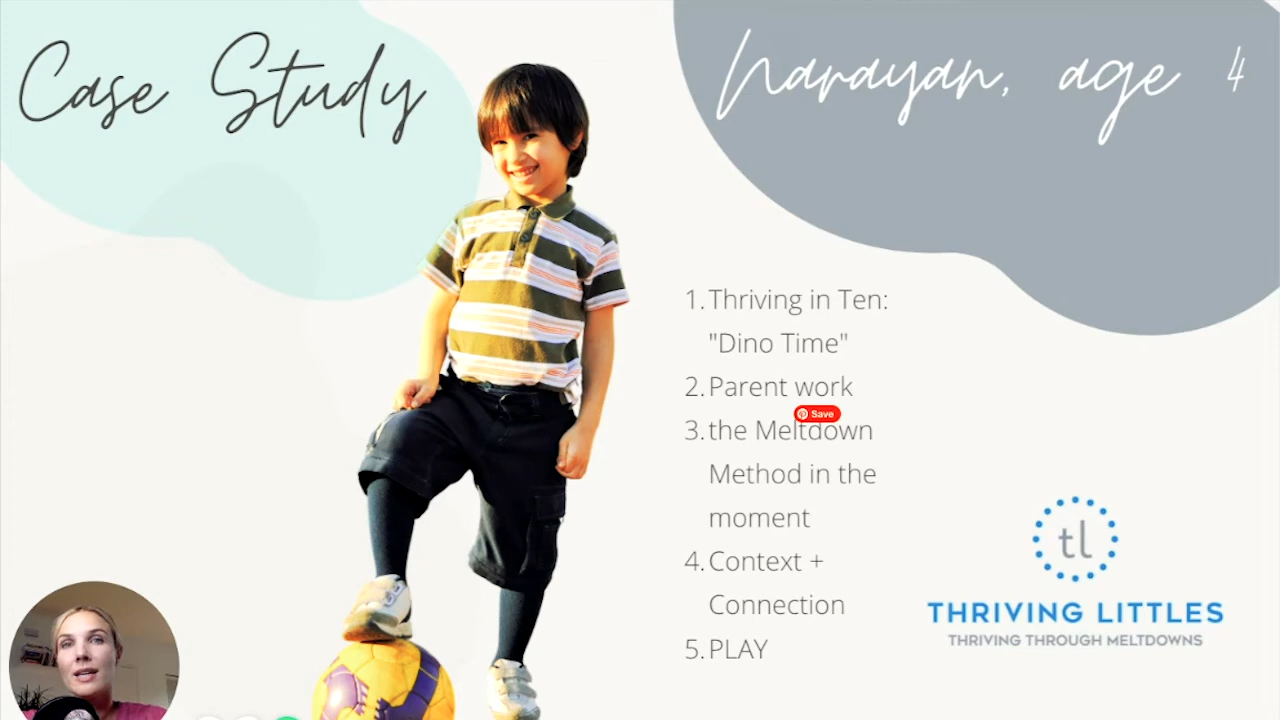 Case Study
Narayan, age 4
1. Thriving in Ten:
"Dino Time"
2. Parent work
Save
3. the Meltdown
Method in the
moment
4. Context +
Connection
5. PLAY
tl
THRIVING LITTLES
THRIVING THROUGH MELTDOWNS